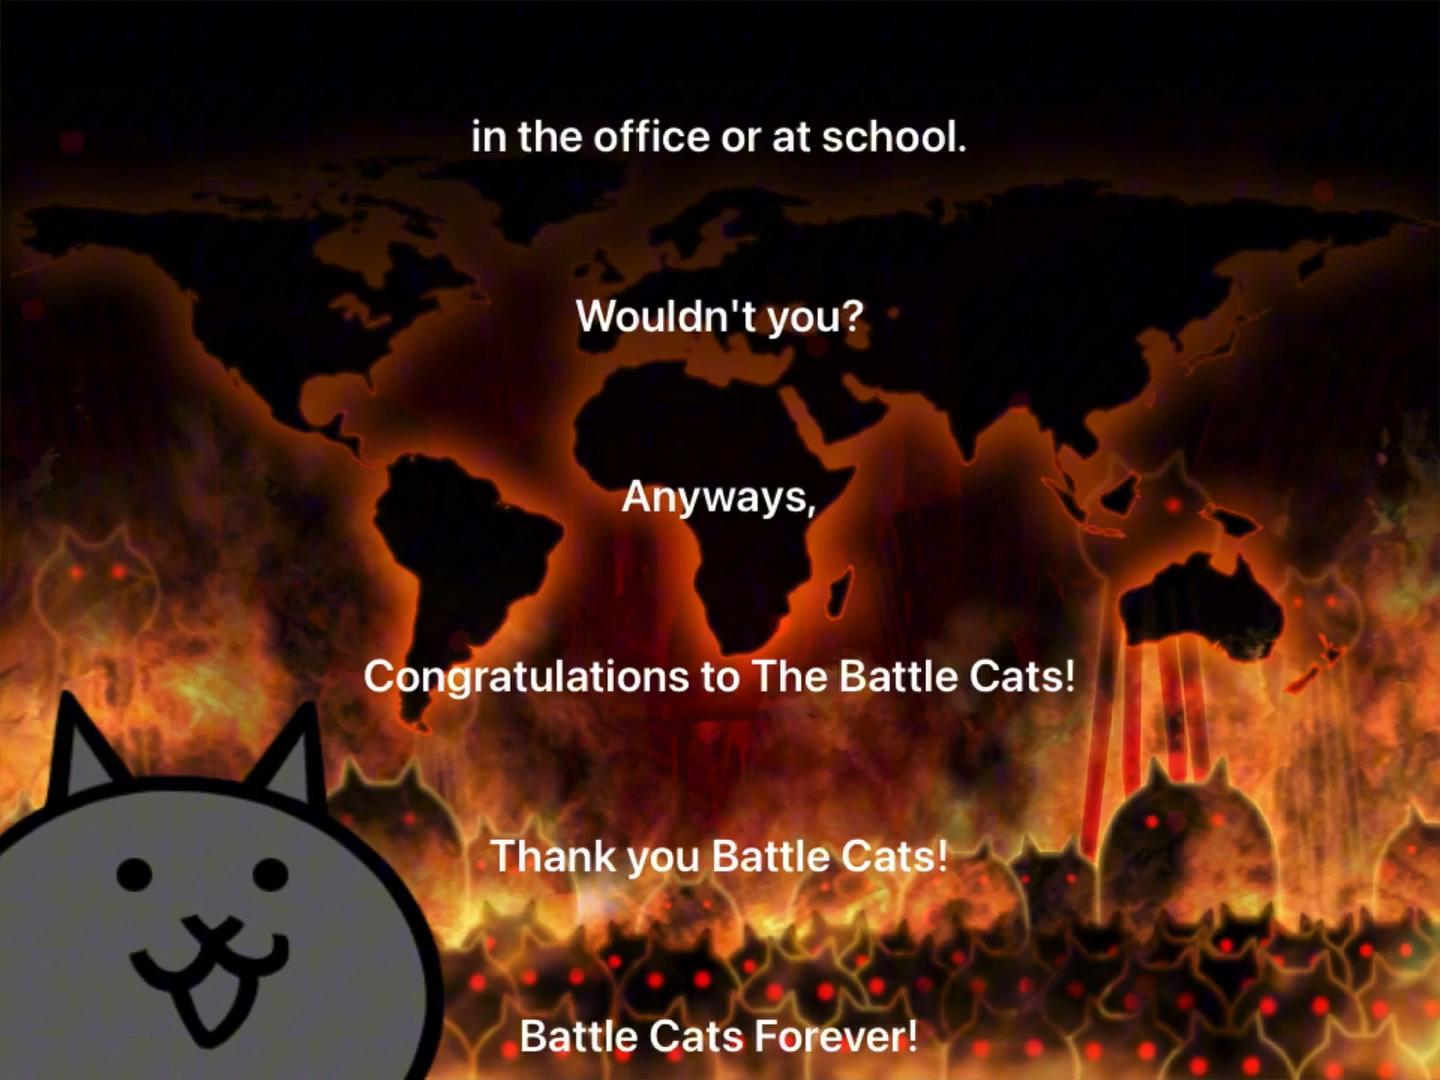 in the office or at school.
Wouldn't you?
Anyways,
Congratulations to The Battle Cats!
Thank you Battle Cats!
Battle Cats Forever!